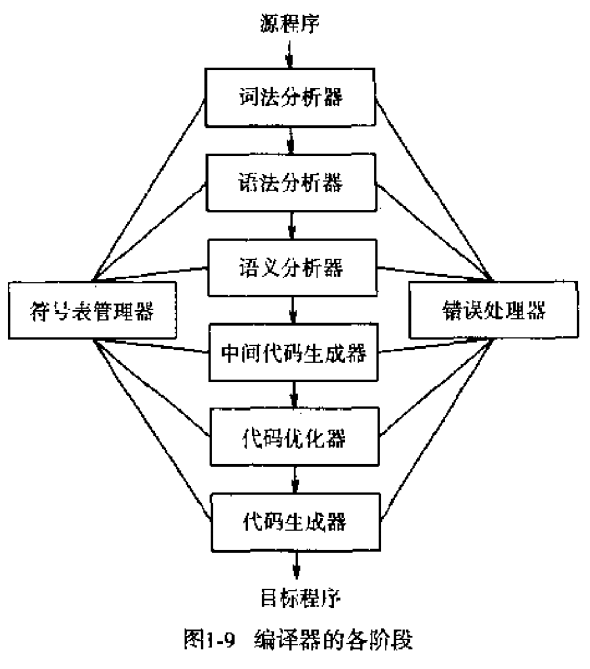 源程序
词法分析器
语法分析器
语义分析器
符号表管理器
错误处理器
中间代码生成器
代码优化器
代码生成器
目标程序
图1-9 编译器的各阶段